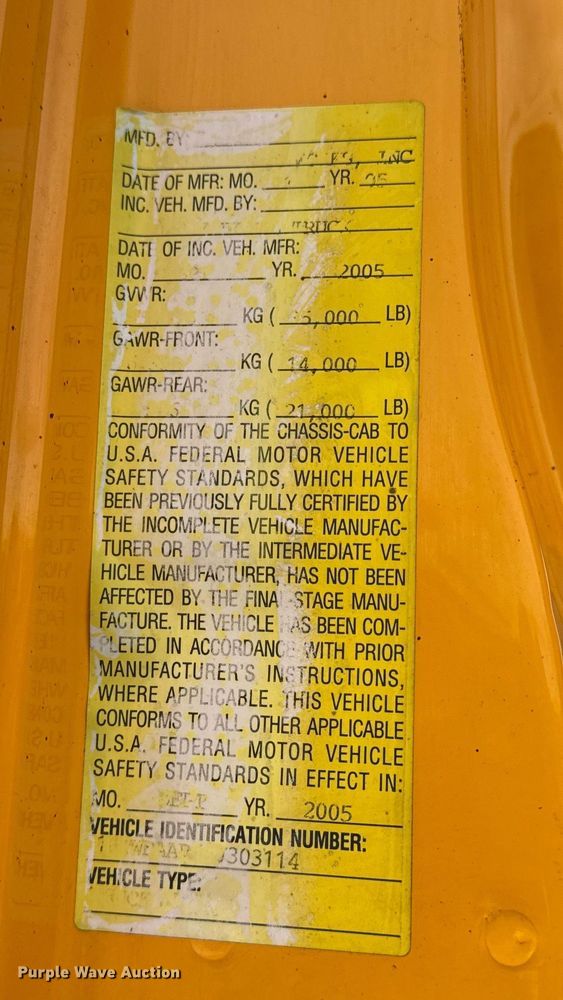 MFD. BY:
INC
DATE OF MFR: MO. YR. 05
INC. VEH. MFD. BY:
TRUCK
DATE OF INC. VEH. MFR:
MO. YR. 2005
GVWR:
KG ( 35,000 LB)
GAWR-FRONT:
KG ( 14,000 LB)
GAWR-REAR:
KG ( 21,000 LB)
CONFORMITY OF THE CHASSIS-CAB TO
U.S.A. FEDERAL MOTOR VEHICLE
SAFETY STANDARDS, WHICH HAVE
BEEN PREVIOUSLY FULLY CERTIFIED BY
THE INCOMPLETE VEHICLE MANUFAC-
TURER OR BY THE INTERMEDIATE VE-
HICLE MANUFACTURER, HAS NOT BEEN
AFFECTED BY THE FINAL-STAGE MANU-
FACTURE. THE VEHICLE HAS BEEN COM-
PLETED IN ACCORDANCE WITH PRIOR
MANUFACTURER'S INSTRUCTIONS,
WHERE APPLICABLE. THIS VEHICLE
CONFORMS TO ALL OTHER APPLICABLE
U.S.A. FEDERAL MOTOR VEHICLE
SAFETY STANDARDS IN EFFECT IN:
MO. YR. 2005
VEHICLE IDENTIFICATION NUMBER:
303114
VEHICLE TYPE:
Purple Wave Auction